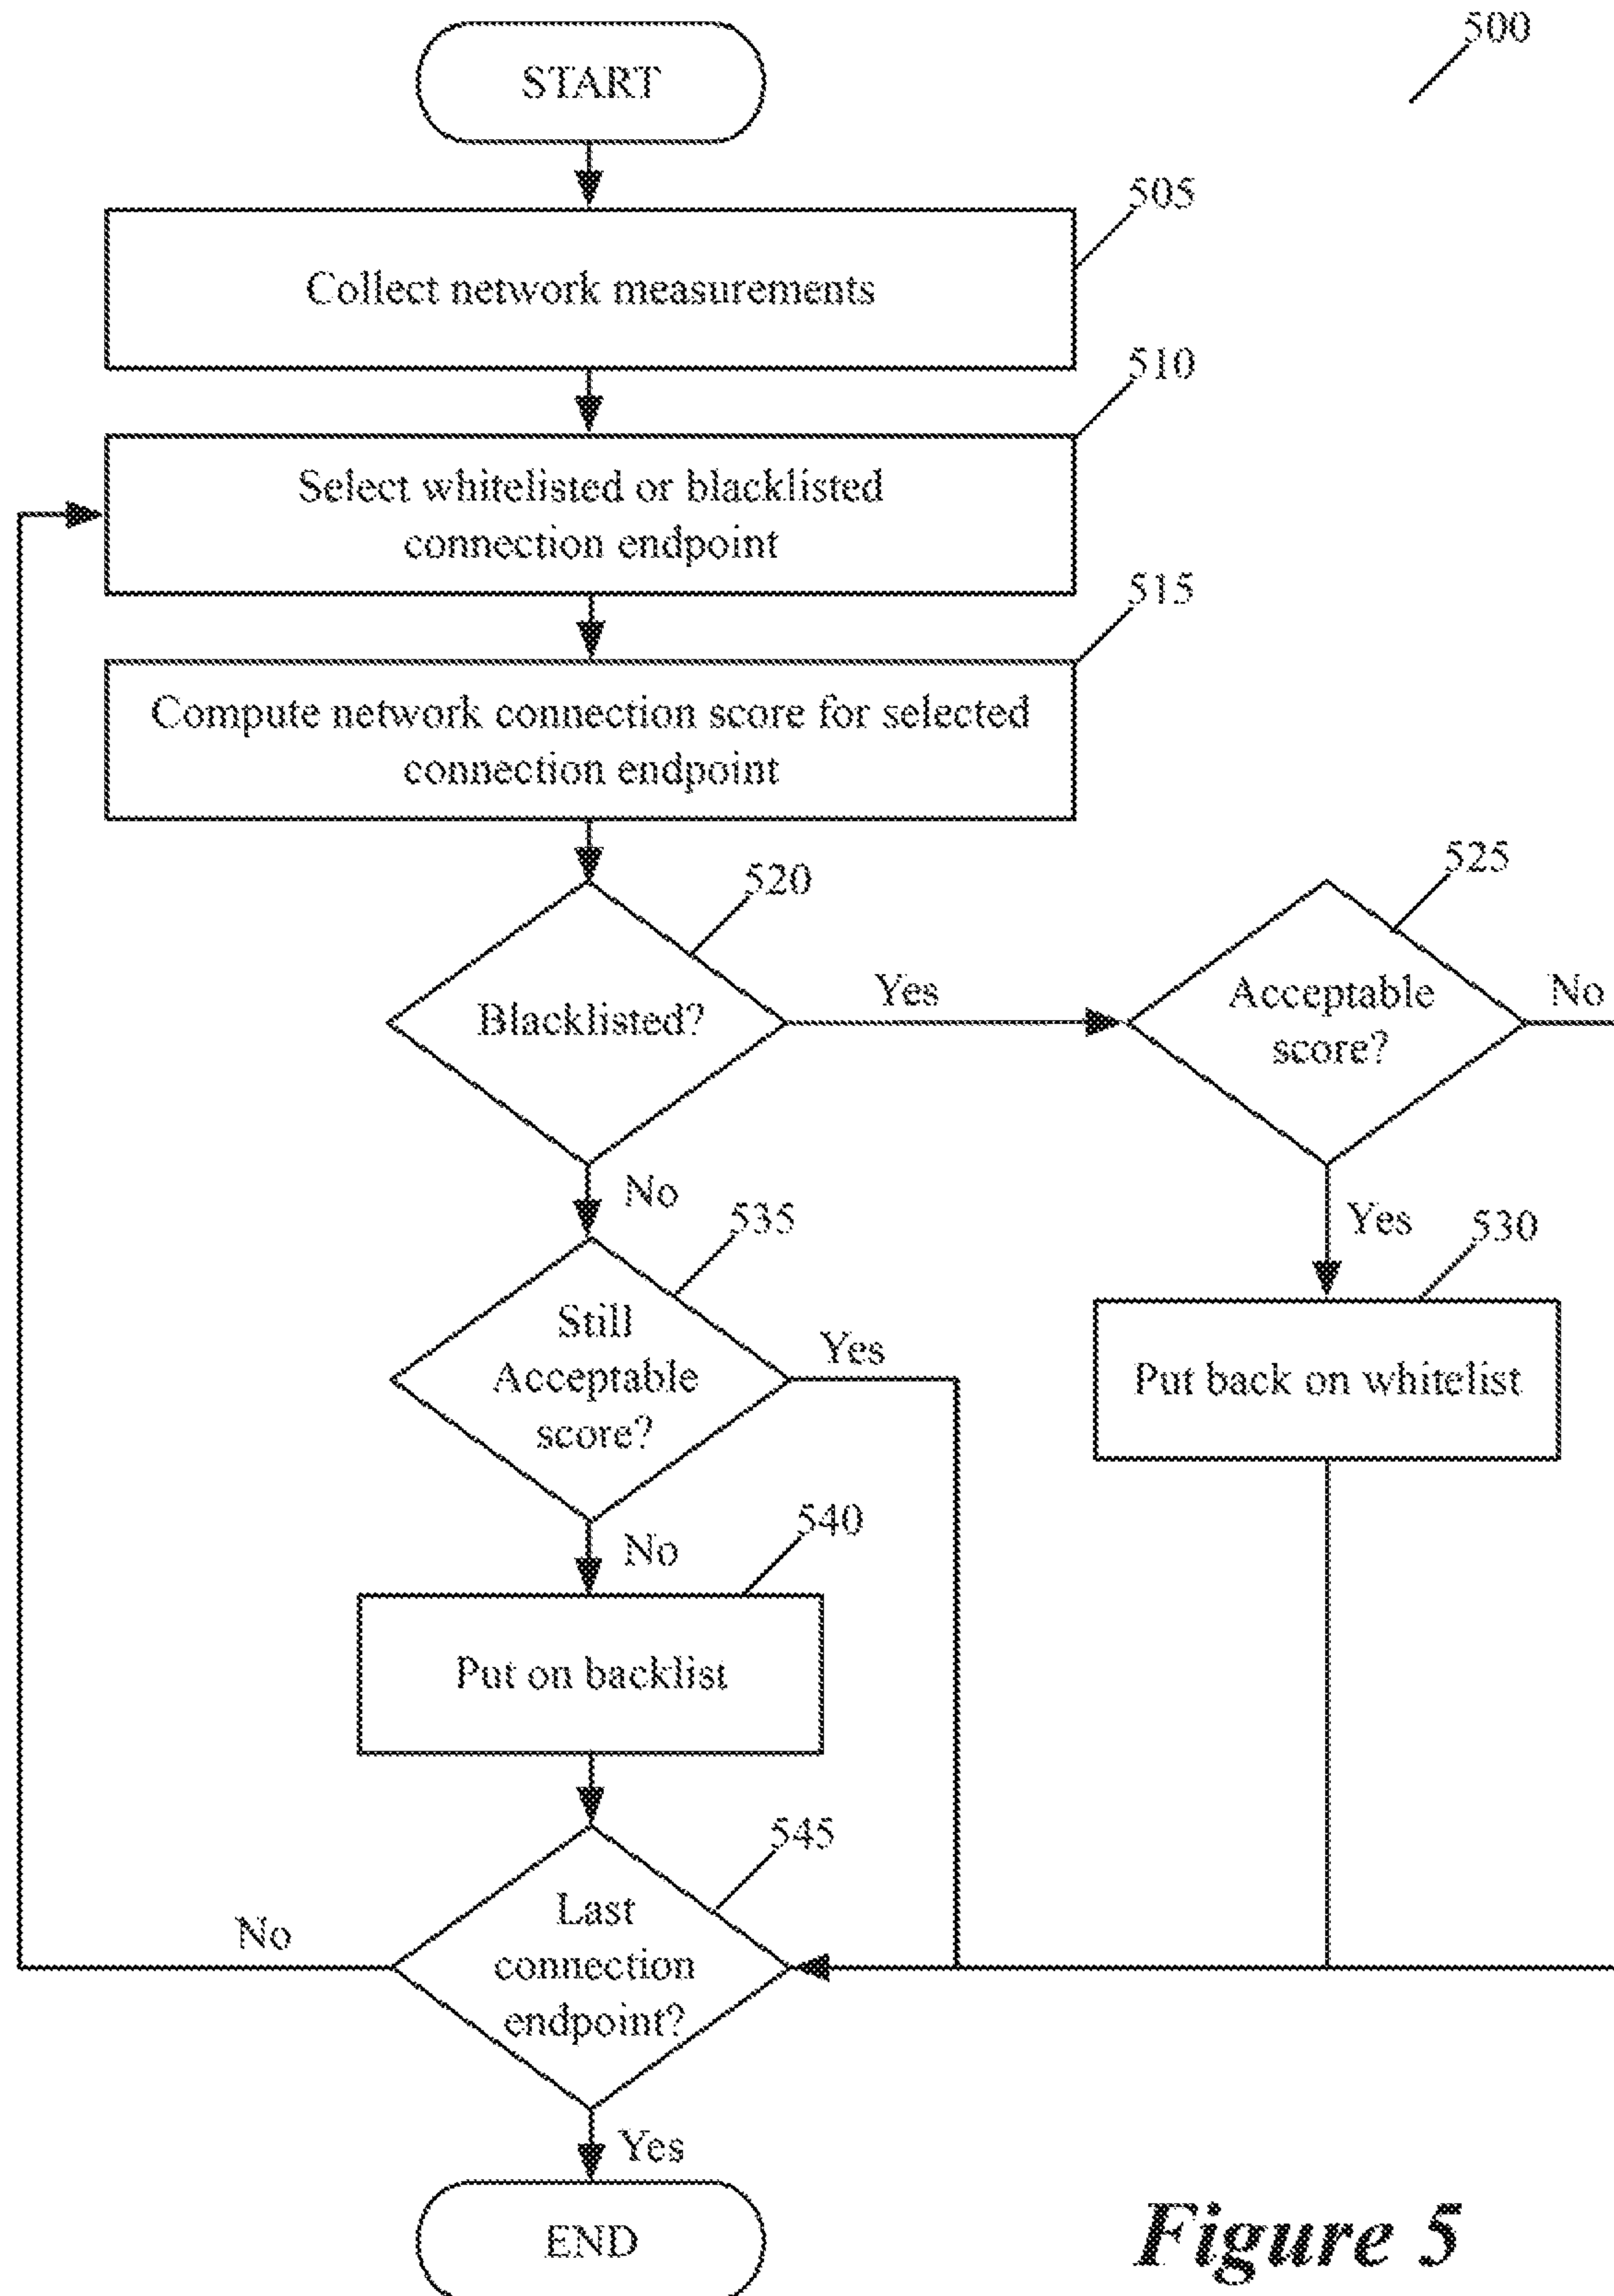 500
START
505
Collect network measurements
510
Select whitelisted or blacklisted
connection endpoint
515
Compute network connection score for selected
connection endpoint
520
Blacklisted?
Yes
525
Acceptable
score?
No
No
Yes
535
Still
Acceptable
score?
Yes
530
Put back on whitelist
No
540
Put on backlist
545
Last
connection
endpoint?
No
Yes
END
Figure 5